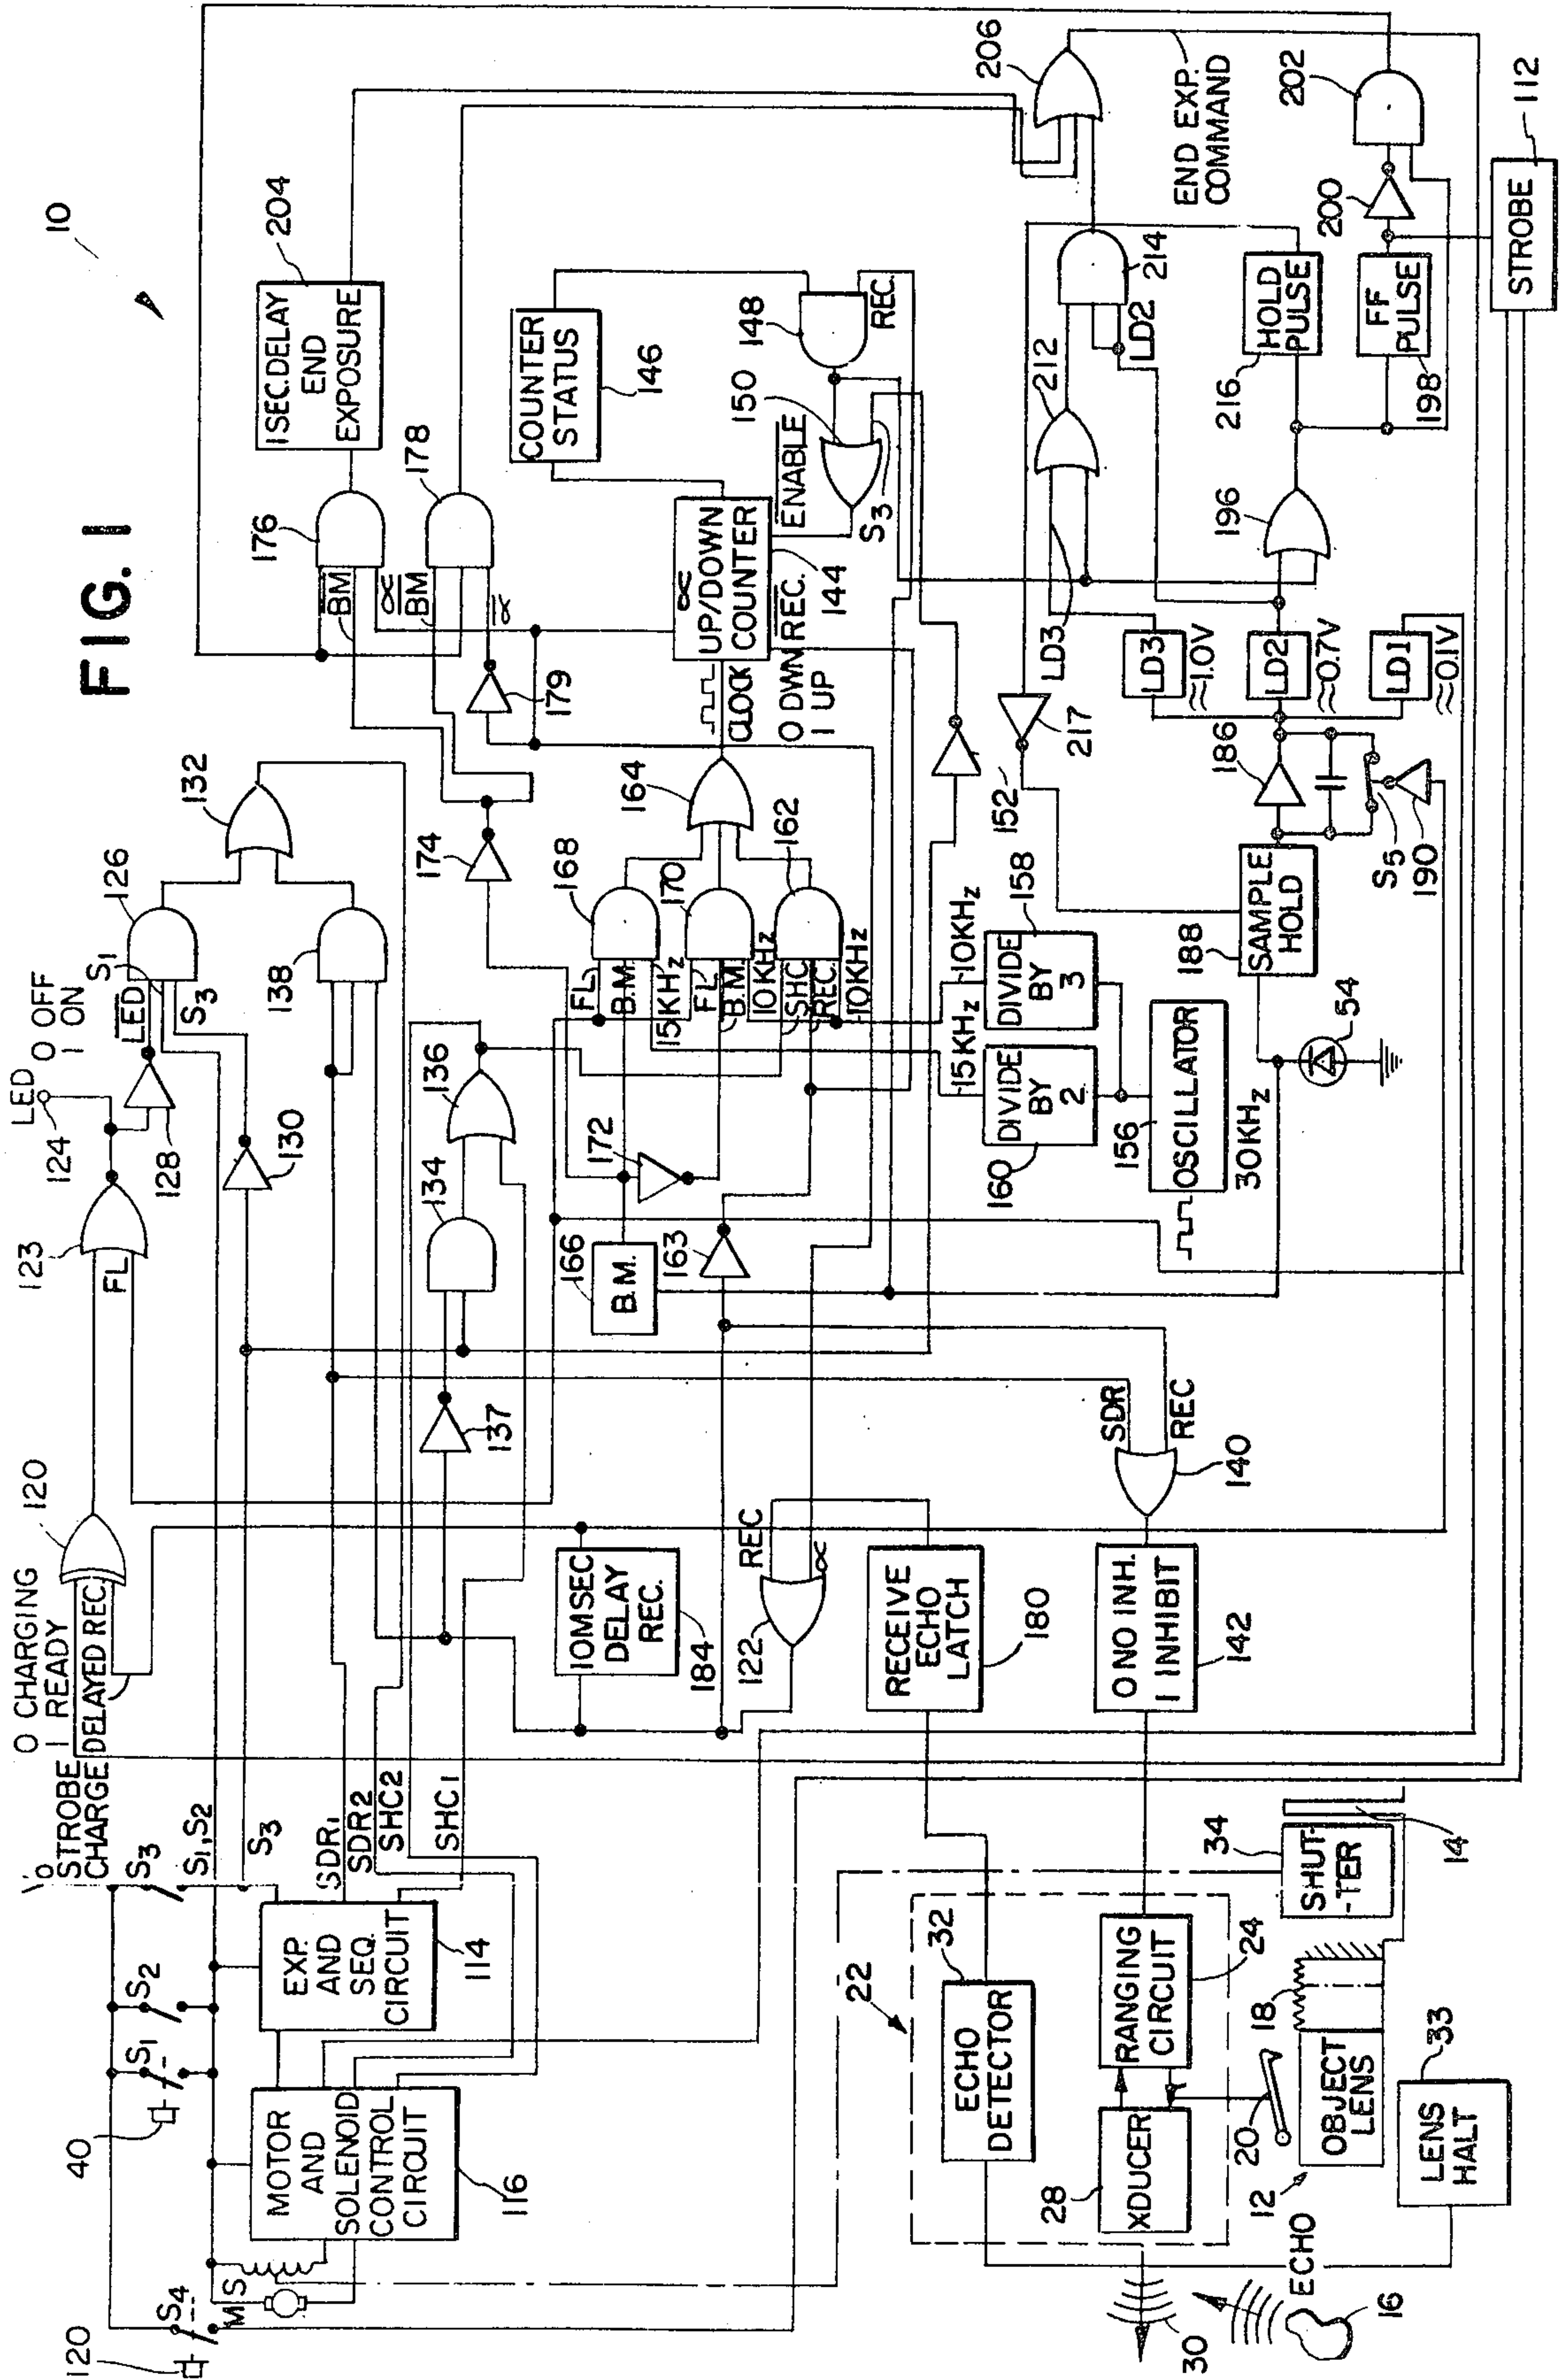 FIG. 1
10
120
S4
M
S
40
S1
S2
S3
STROBE
CHARGE
0 CHARGING
1 READY
DELAYED REC.
120
S1,S2
S3
MOTOR
AND
SOLENOID
CONTROL
CIRCUIT
116
EXP.
AND
SEQ.
CIRCUIT
114
SDR1
SDR2
SHC2
SHC1
FL
123
LED
124
0 OFF
1 ON
128
LED
S1
S3
126
130
132
138
134
136
137
10MSEC
DELAY
REC.
184
122
REC
∝
RECEIVE
ECHO
LATCH
180
0 NO INH.
1 INHIBIT
142
140
SDR
REC
163
B.M.
166
172
174
FL
B.M.
15KHz
168
FL
B.M.
10KHz
170
SHC
REC
10KHz
162
164
176
BM
∝
BM
∝
178
179
1SEC.DELAY
END
EXPOSURE
204
CLOCK
∝
UP/DOWN
COUNTER
144
0 DWN
1 UP
REC.
ENABLE
COUNTER
STATUS
146
148
REC.
150
S3
152
15KHz
10KHz
DIVIDE
BY
2
160
DIVIDE
BY
3
158
156
OSCILLATOR
30KHz
54
188
SAMPLE
HOLD
186
S5
190
217
LD3
LD3
≈1.0V
LD2
≈0.7V
LD1
≈0.1V
212
LD2
214
206
END EXP.
COMMAND
196
216
HOLD
PULSE
FF
PULSE
198
200
202
STROBE
112
22
32
ECHO
DETECTOR
28
XDUCER
RANGING
CIRCUIT
24
34
SHUT-
-TER
14
18
20
12
OBJECT
LENS
LENS
HALT
33
30
ECHO
16